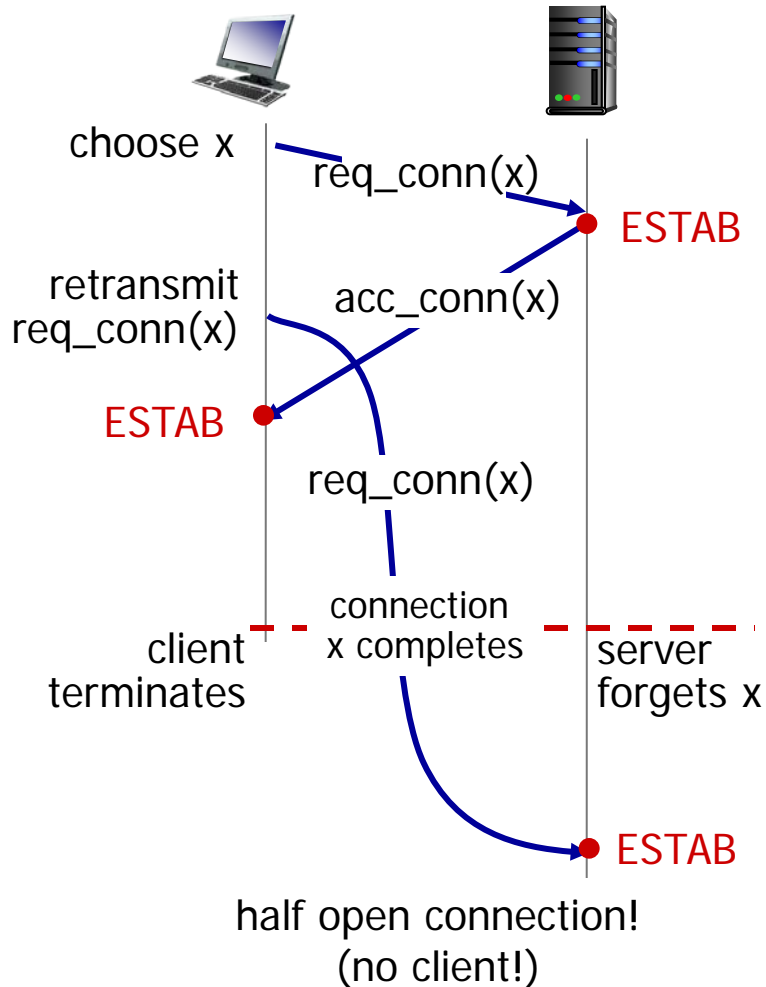 choose x
req_conn(x)
ESTAB
retransmit
req_conn(x)
acc_conn(x)
ESTAB
req_conn(x)
connection
x completes
client
terminates
server
forgets x
ESTAB
half open connection!
(no client!)